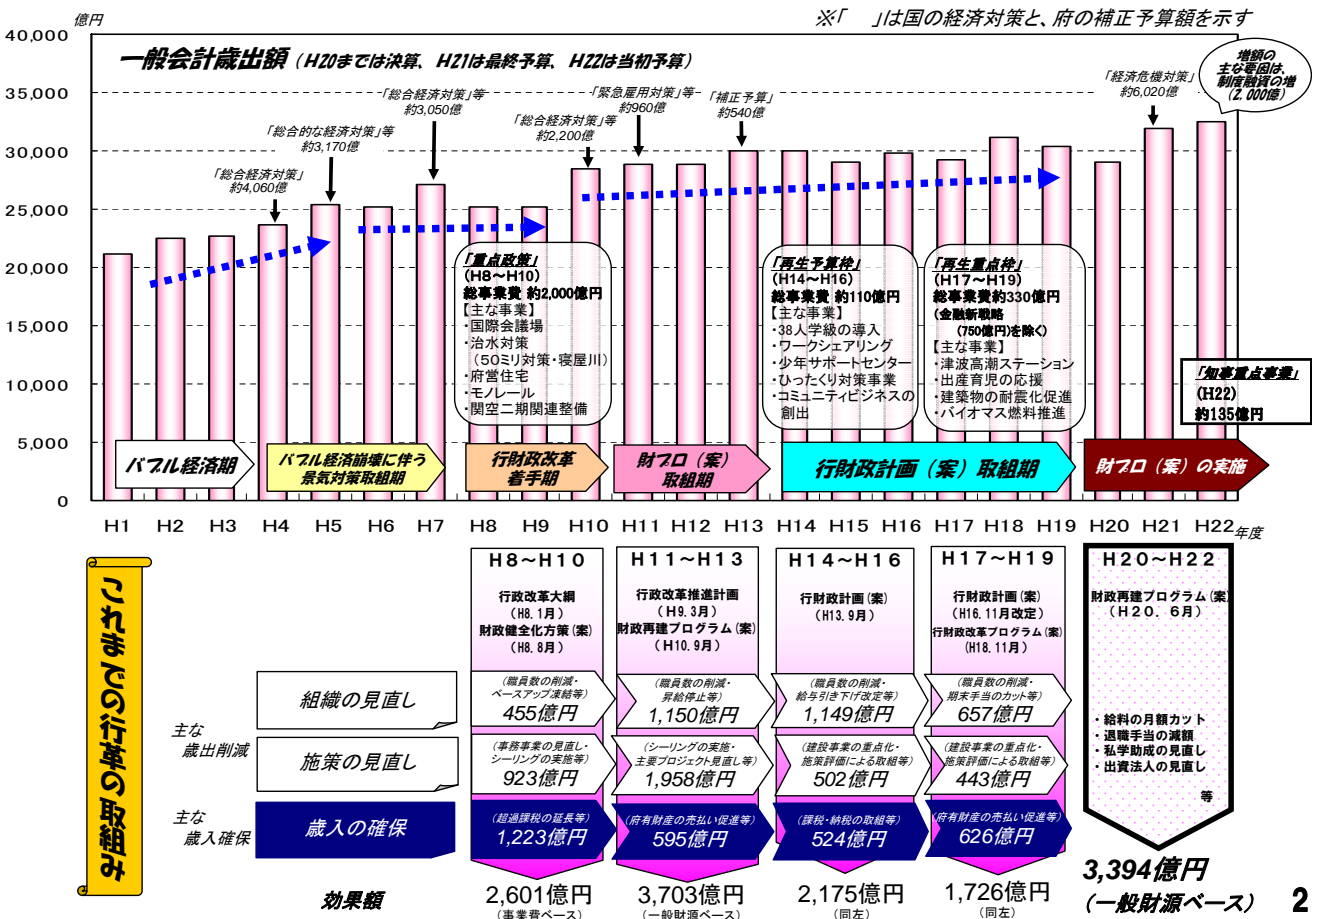 億円
※「　」は国の経済対策と、府の補正予算額を示す
一般会計歳出額（H20までは決算、H21は最終予算、H22は当初予算）
増額の
主な要因は、
制度融資の増
（2,000億）
40,000
35,000
30,000
25,000
20,000
15,000
10,000
5,000
0
「総合経済対策」
約4,060億
「総合的な経済対策」等
約3,170億
「総合経済対策」等
約3,050億
「総合経済対策」等
約2,200億
「緊急雇用対策」等
約960億
「補正予算」
約540億
「経済危機対策」
約6,020億
「重点政策」
（H8～H10）
総事業費 約2,000億円
【主な事業】
・国際会議場
・治水対策
（50ミリ対策・寝屋川）
・府営住宅
・モノレール
・関空二期関連整備
「再生予算枠」
（H14～H16）
総事業費 約110億円
【主な事業】
・38人学級の導入
・ワークシェアリング
・少年サポートセンター
・ひったくり対策事業
・コミュニティビジネスの
創出
「再生重点枠」
（H17～H19）
総事業費約330億円
（金融新戦略
（750億円）を除く）
【主な事業】
・津波高潮ステーション
・出産育児の応援
・建築物の耐震化促進
・バイオマス燃料推進
「知事重点事業」
（H22）
約135億円
バブル経済期
バブル経済崩壊に伴う
景気対策取組期
行財政改革
着手期
財プロ（案）
取組期
行財政計画（案）取組期
財プロ（案）の実施
H1 H2 H3 H4 H5 H6 H7 H8 H9 H10 H11 H12 H13 H14 H15 H16 H17 H18 H19 H20 H21 H22 年度
これまでの行革の取組み
H8～H10
行政改革大綱
（H8.1月）
財政健全化方策（案）
（H8.8月）
H11～H13
行政改革推進計画
（H9.3月）
財政再建プログラム（案）
（H10.9月）
H14～H16
行財政計画（案）
（H13.9月）
H17～H19
行財政計画（案）
（H16.11月改定）
行財政改革プログラム（案）
（H18.11月）
H20～H22
財政再建プログラム（案）
（H20．6月）
・給料の月額カット
・退職手当の減額
・私学助成の見直し
・出資法人の見直し
等
主な
歳出削減
組織の見直し
（職員数の削減・
ベースアップ凍結等）
455億円
（職員数の削減・
昇給停止等）
1,150億円
（職員数の削減・
給与引き下げ改定等）
1,149億円
（職員数の削減・
期末手当のカット等）
657億円
施策の見直し
（事務事業の見直し・
シーリングの実施等）
923億円
（シーリングの実施・
主要プロジェクト見直し等）
1,958億円
（建設事業の重点化・
施策評価による取組等）
502億円
（建設事業の重点化・
施策評価による取組等）
443億円
主な
歳入確保
歳入の確保
（超過課税の延長等）
1,223億円
（府有財産の売払い促進等）
595億円
（課税・納税の取組等）
524億円
（府有財産の売払い促進等）
626億円
効果額
2,601億円
（事業費ベース）
3,703億円
（一般財源ベース）
2,175億円
（同左）
1,726億円
（同左）
3,394億円
（一般財源ベース）
2